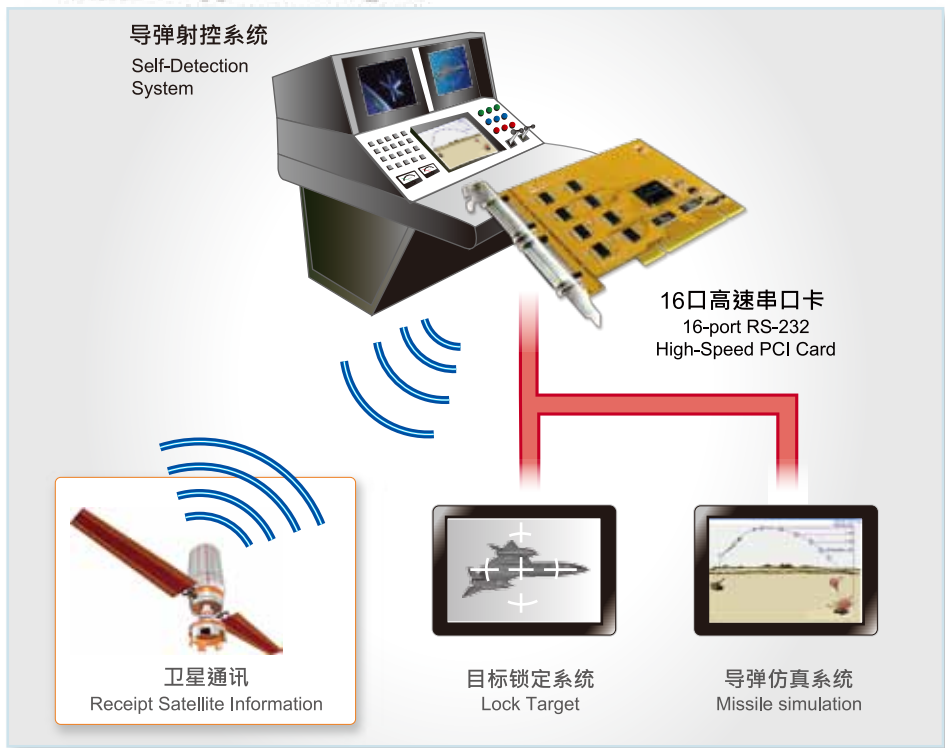 导弹射控系统
Self-Detection
System
16口高速串口卡
16-port RS-232
High-Speed PCI Card
卫星通讯
Receipt Satellite Information
目标锁定系统
Lock Target
导弹仿真系统
Missile simulation